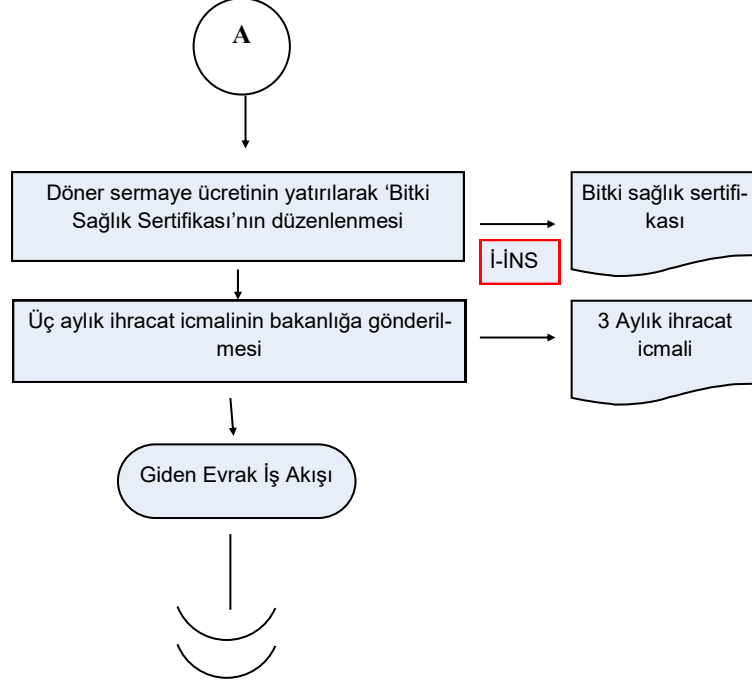 A
Döner sermaye ücretinin yatırılarak ‘Bitki
Sağlık Sertifikası’nın düzenlenmesi
Bitki sağlık sertifi-
kası
İ-İNS
Üç aylık ihracat icmalinin bakanlığa gönderil-
mesi
3 Aylık ihracat
icmali
Giden Evrak İş Akışı